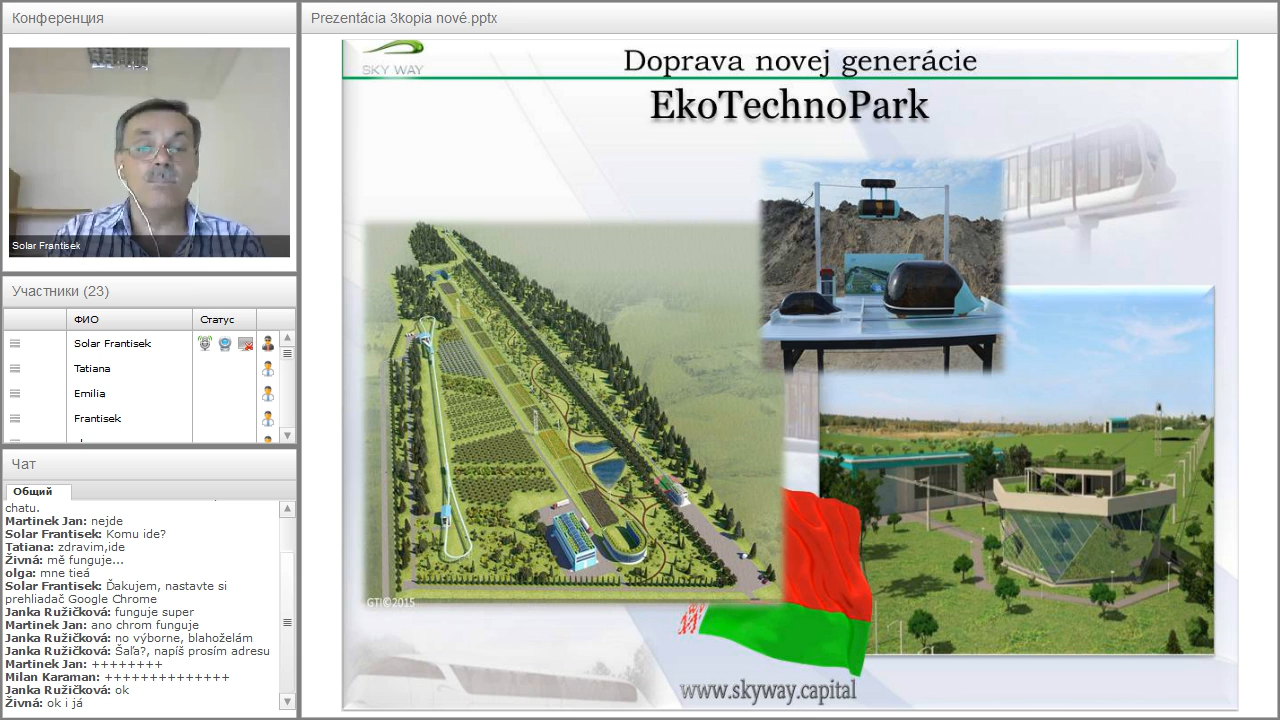 Конференция
Solar Frantisek
Участники (23)
ФИО
Статус
Solar Frantisek
Tatiana
Emilia
Frantisek
Чат
Общий
chatu.
Martinek Jan: nejde
Solar Frantisek: Komu ide?
Tatiana: zdravim,ide
Živná: mě funguje...
olga: mne tieă
Solar Frantisek: Ďakujem, nastavte si
prehliadač Google Chrome
Janka Ružičková: funguje super
Martinek Jan: ano chrom funguje
Janka Ružičková: no výborne, blahoželám
Janka Ružičková: Šaľa?, napíš prosím adresu
Martinek Jan: ++++++++
Milan Karaman: ++++++++++++++
Janka Ružičková: ok
Živná: ok i já
Prezentácia 3kopia nové.pptx
SKY WAY
Doprava novej generácie
EkoTechnoPark
GTI©2015
www.skyway.capital